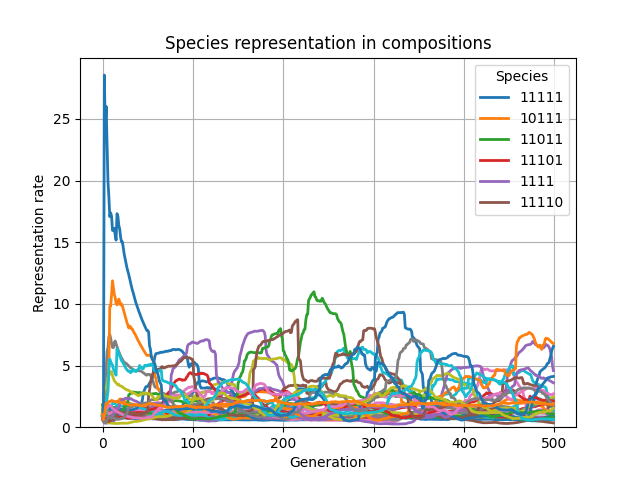 Species representation in compositions
Species
11111
10111
11011
11101
1111
11110
Representation rate
25
20
15
10
5
0
0 100 200 300 400 500
Generation